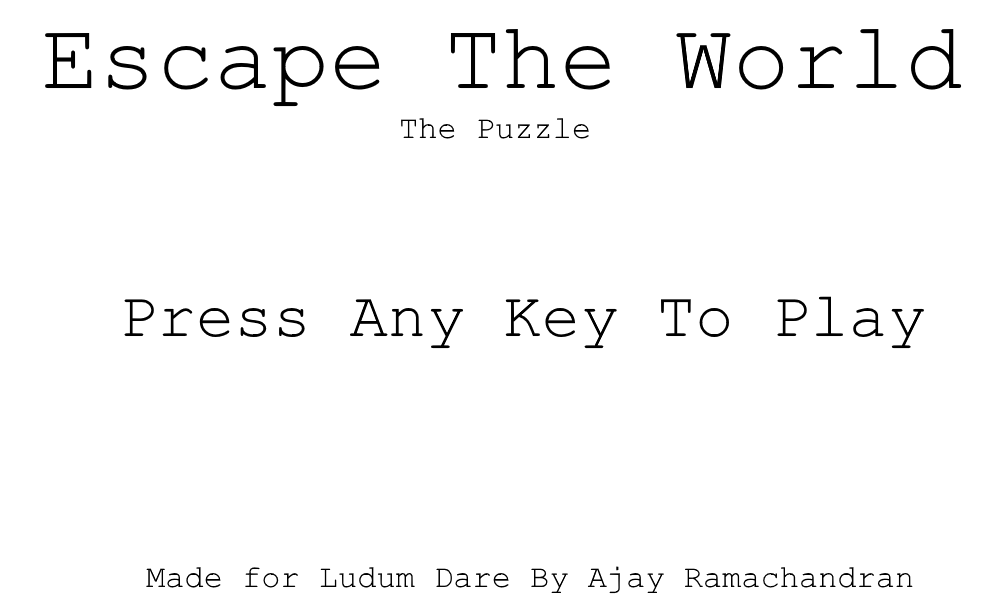 Escape The World
The Puzzle
Press Any Key To Play
Made for Ludum Dare By Ajay Ramachandran